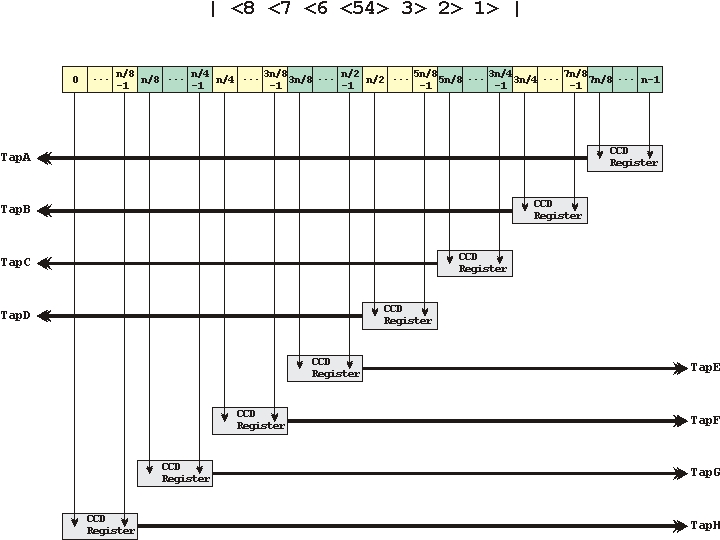 | <8 <7 <6 <54> 3> 2> 1> |
0 ... n/8 -1 n/8 ... n/4 -1 n/4 ... 3n/8 -1 3n/8 ... n/2 -1 n/2 ... 5n/8 -1 5n/8 ... 3n/4 -1 3n/4 ... 7n/8 -1 7n/8 ... n-1
TapA
CCD
Register
TapB
CCD
Register
TapC
CCD
Register
TapD
CCD
Register
CCD
Register
TapE
CCD
Register
TapF
CCD
Register
TapG
CCD
Register
TapH